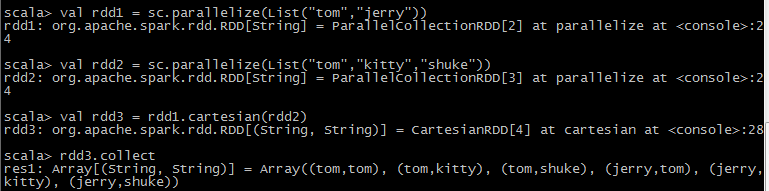 scala> val rdd1 = sc.parallelize(List("tom","jerry"))
rdd1: org.apache.spark.rdd.RDD[String] = ParallelCollectionRDD[2] at parallelize at <console>:2
4
scala> val rdd2 = sc.parallelize(List("tom","kitty","shuke"))
rdd2: org.apache.spark.rdd.RDD[String] = ParallelCollectionRDD[3] at parallelize at <console>:2
4
scala> val rdd3 = rdd1.cartesian(rdd2)
rdd3: org.apache.spark.rdd.RDD[(String, String)] = CartesianRDD[4] at cartesian at <console>:28
scala> rdd3.collect
res1: Array[(String, String)] = Array((tom,tom), (tom,kitty), (tom,shuke), (jerry,tom), (jerry,
kitty), (jerry,shuke))